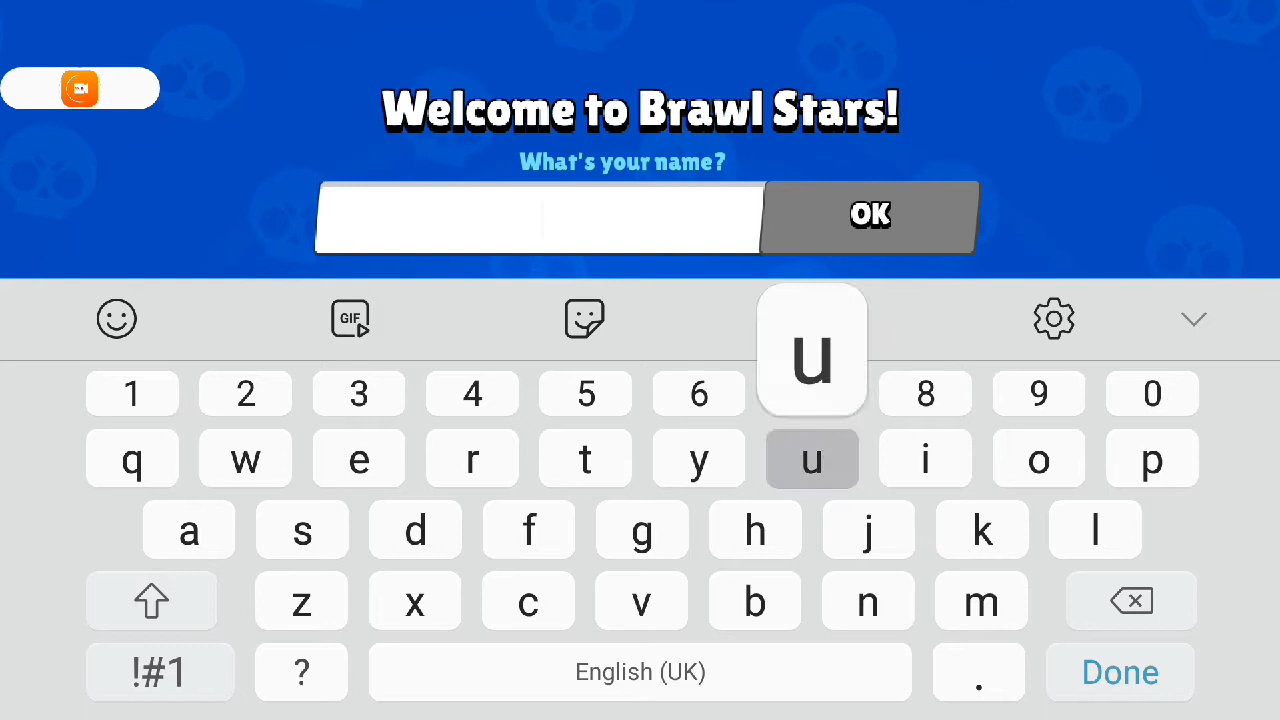 Welcome to Brawl Stars!
What's your name?
OK
GIF
u
1 2 3 4 5 6 8 9 0
q w e r t y u i o p
a s d f g h j k l
z x c v b n m
!#1 ? English (UK) . Done